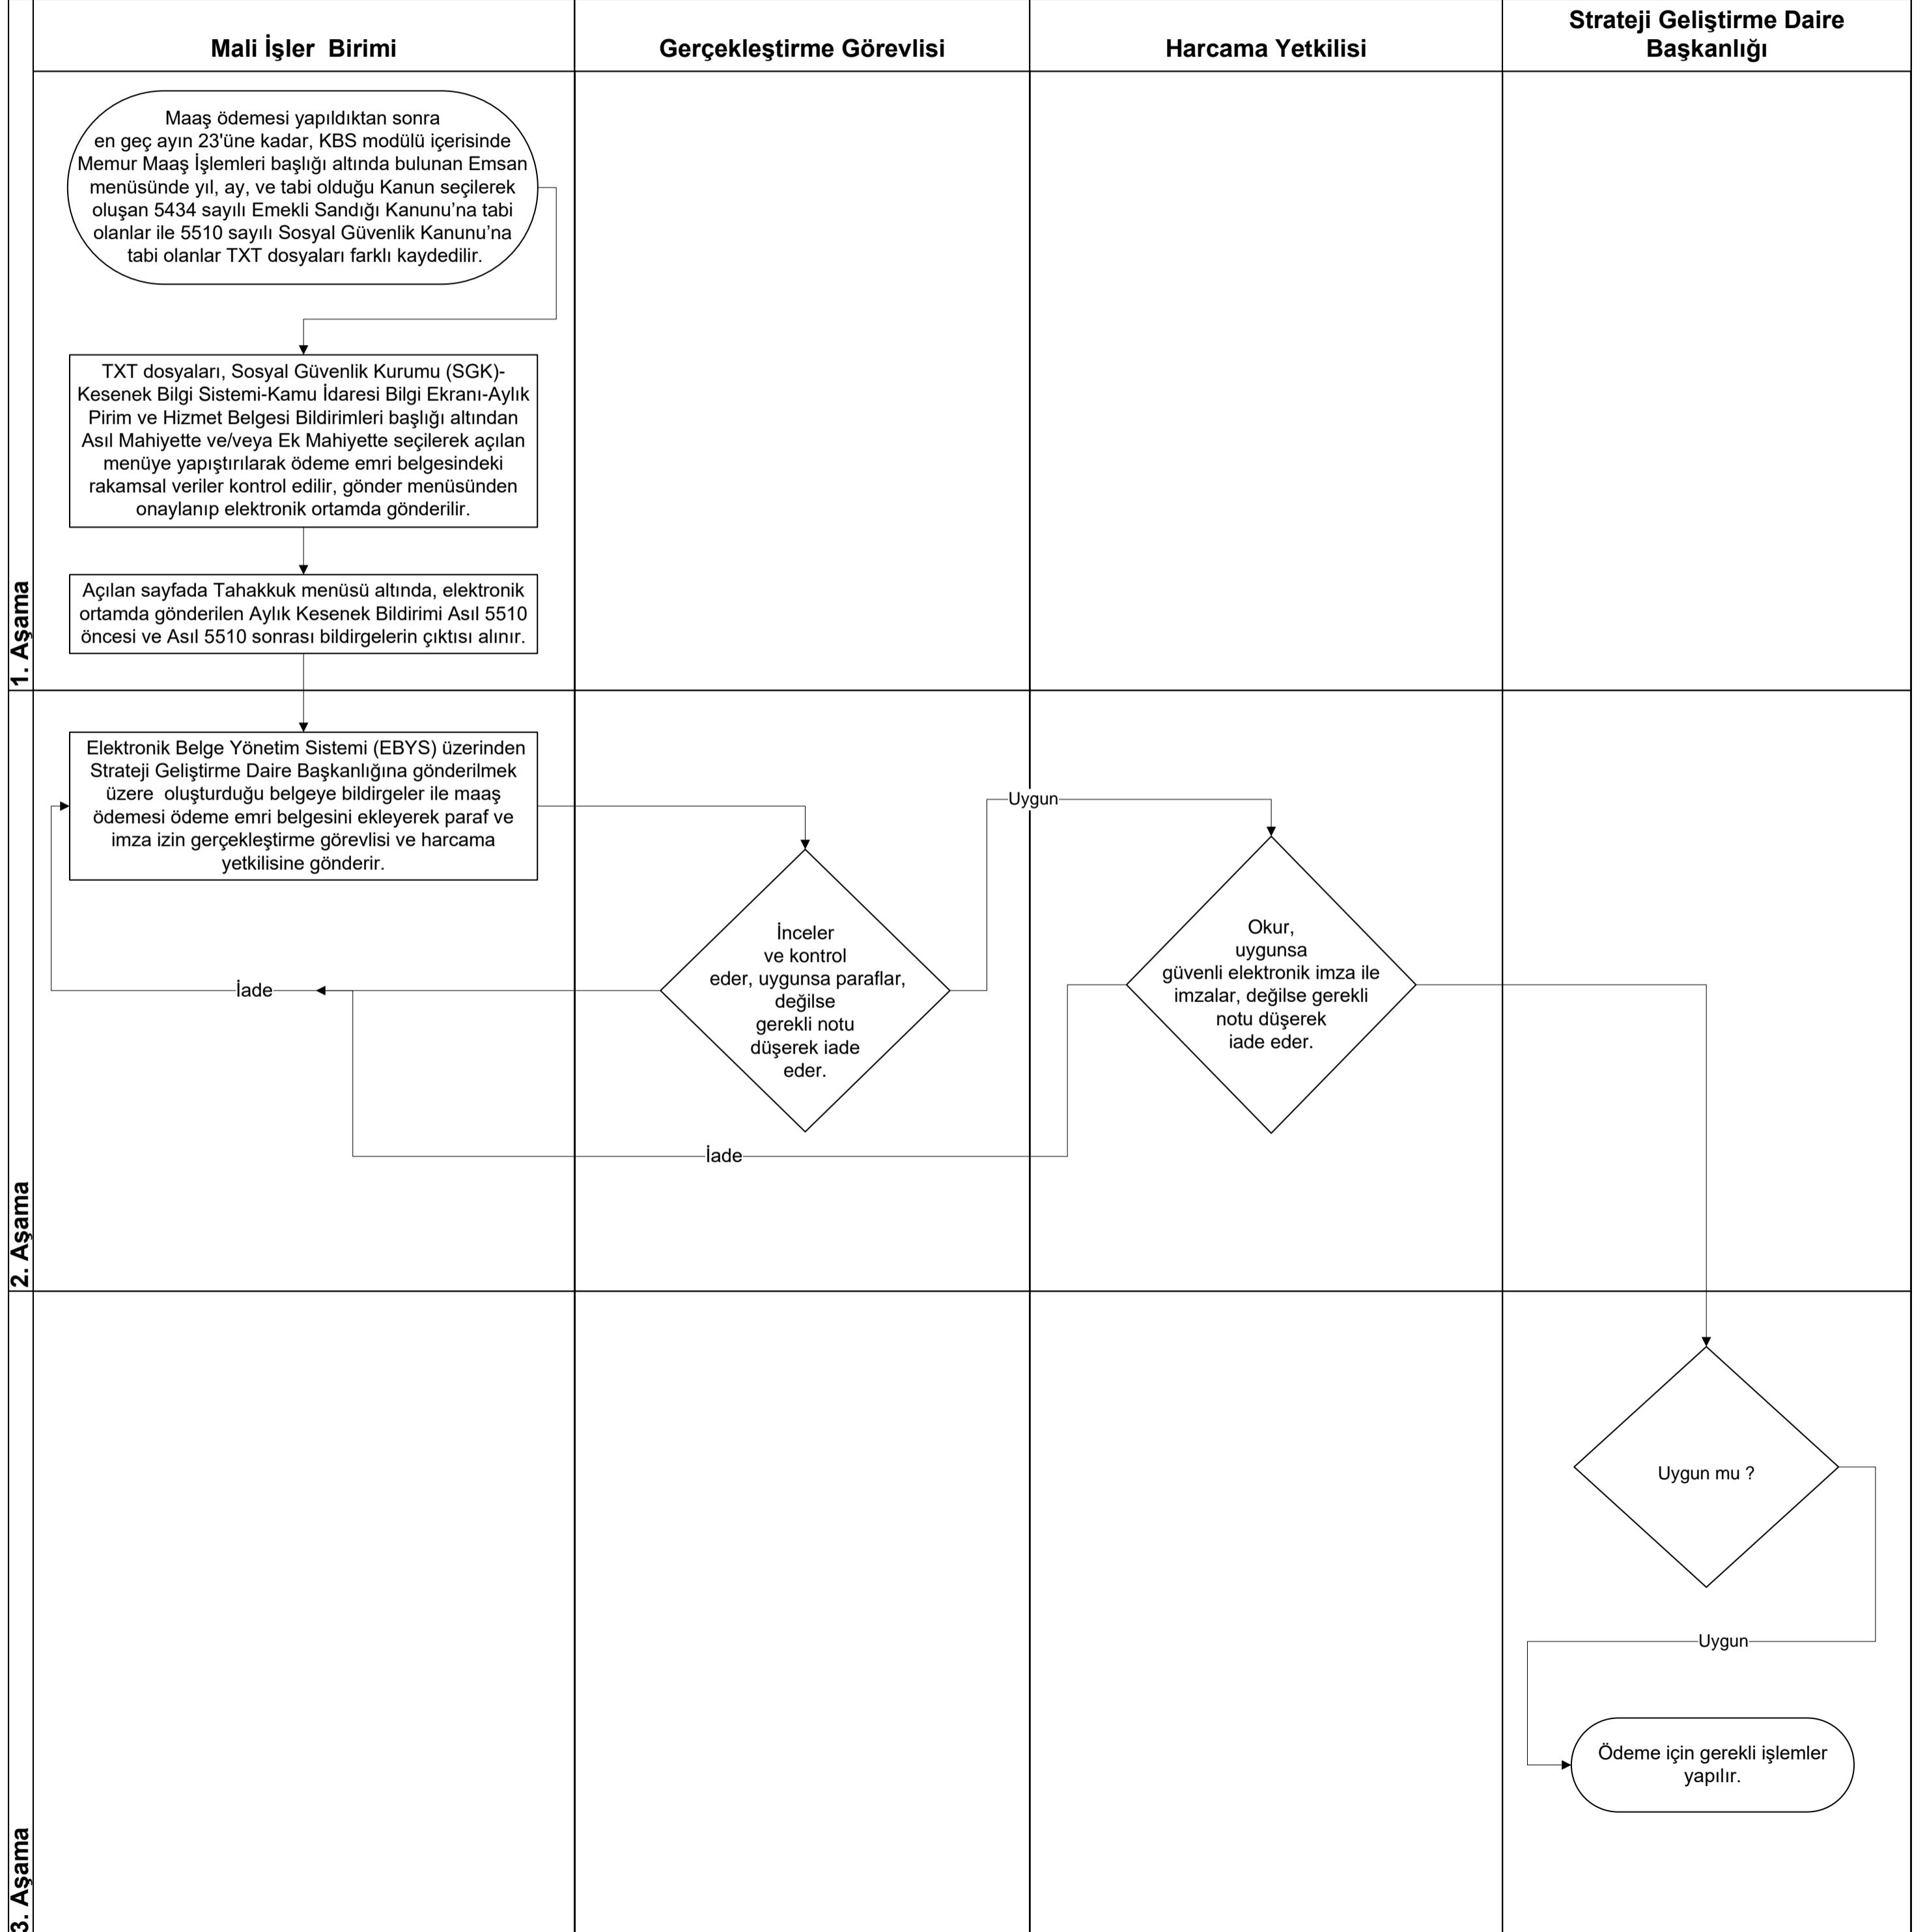 Mali İşler  Birimi
Gerçekleştirme Görevlisi
Harcama Yetkilisi
Strateji Geliştirme Daire
Başkanlığı
1. Aşama
Maaş ödemesi yapıldıktan sonra
en geç ayın 23'üne kadar, KBS modülü içerisinde
Memur Maaş İşlemleri başlığı altında bulunan Emsan
menüsünde yıl, ay, ve tabi olduğu Kanun seçilerek
oluşan 5434 sayılı Emekli Sandığı Kanunu’na tabi
olanlar ile 5510 sayılı Sosyal Güvenlik Kanunu’na
tabi olanlar TXT dosyaları farklı kaydedilir.
TXT dosyaları, Sosyal Güvenlik Kurumu (SGK)-
Kesenek Bilgi Sistemi-Kamu İdaresi Bilgi Ekranı-Aylık
Pirim ve Hizmet Belgesi Bildirimleri başlığı altından
Asıl Mahiyette ve/veya Ek Mahiyette seçilerek açılan
menüye yapıştırılarak ödeme emri belgesindeki
rakamsal veriler kontrol edilir, gönder menüsünden
onaylanıp elektronik ortamda gönderilir.
Açılan sayfada Tahakkuk menüsü altında, elektronik
ortamda gönderilen Aylık Kesenek Bildirimi Asıl 5510
öncesi ve Asıl 5510 sonrası bildirgelerin çıktısı alınır.
2. Aşama
Elektronik Belge Yönetim Sistemi (EBYS) üzerinden
Strateji Geliştirme Daire Başkanlığına gönderilmek
üzere  oluşturduğu belgeye bildirgeler ile maaş
ödemesi ödeme emri belgesini ekleyerek paraf ve
imza izin gerçekleştirme görevlisi ve harcama
yetkilisine gönderir.
Uygun
İnceler
ve kontrol
eder, uygunsa paraflar,
değilse
gerekli notu
düşerek iade
eder.
Okur,
uygunsa
güvenli elektronik imza ile
imzalar, değilse gerekli
notu düşerek
iade eder.
İade
İade
3. Aşama
Uygun mu ?
Uygun
Ödeme için gerekli işlemler
yapılır.